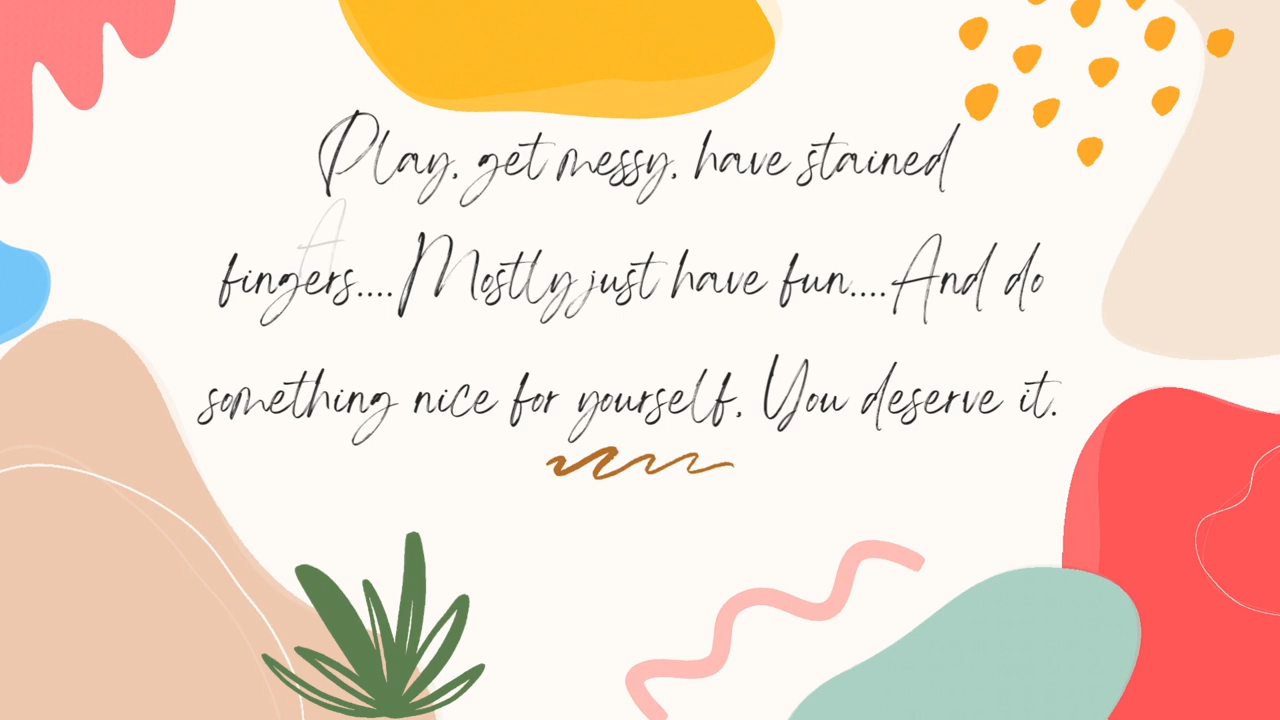 Play, get messy, have stained
fingers....Mostly just have fun....And do
something nice for yourself. You deserve it.